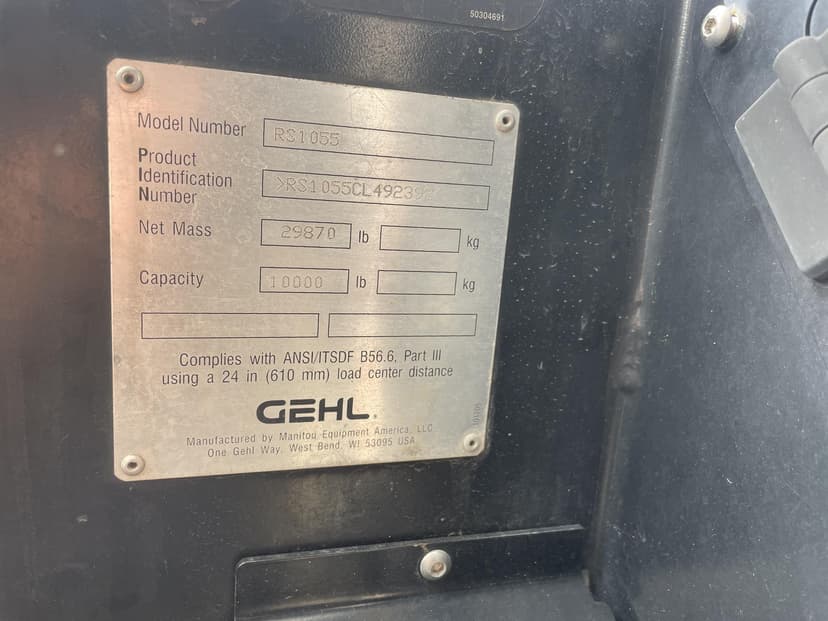 50304691
Model Number RS1055
Product
Identification
Number
Net Mass 29870 lb kg
Capacity 10000 lb kg
Complies with ANSI/ITSDF B56.6, Part III
using a 24 in (610 mm) load center distance
GEHL®
Manufactured by Manitou Equipment America, LLC
One Gehl Way, West Bend, WI 53095 USA